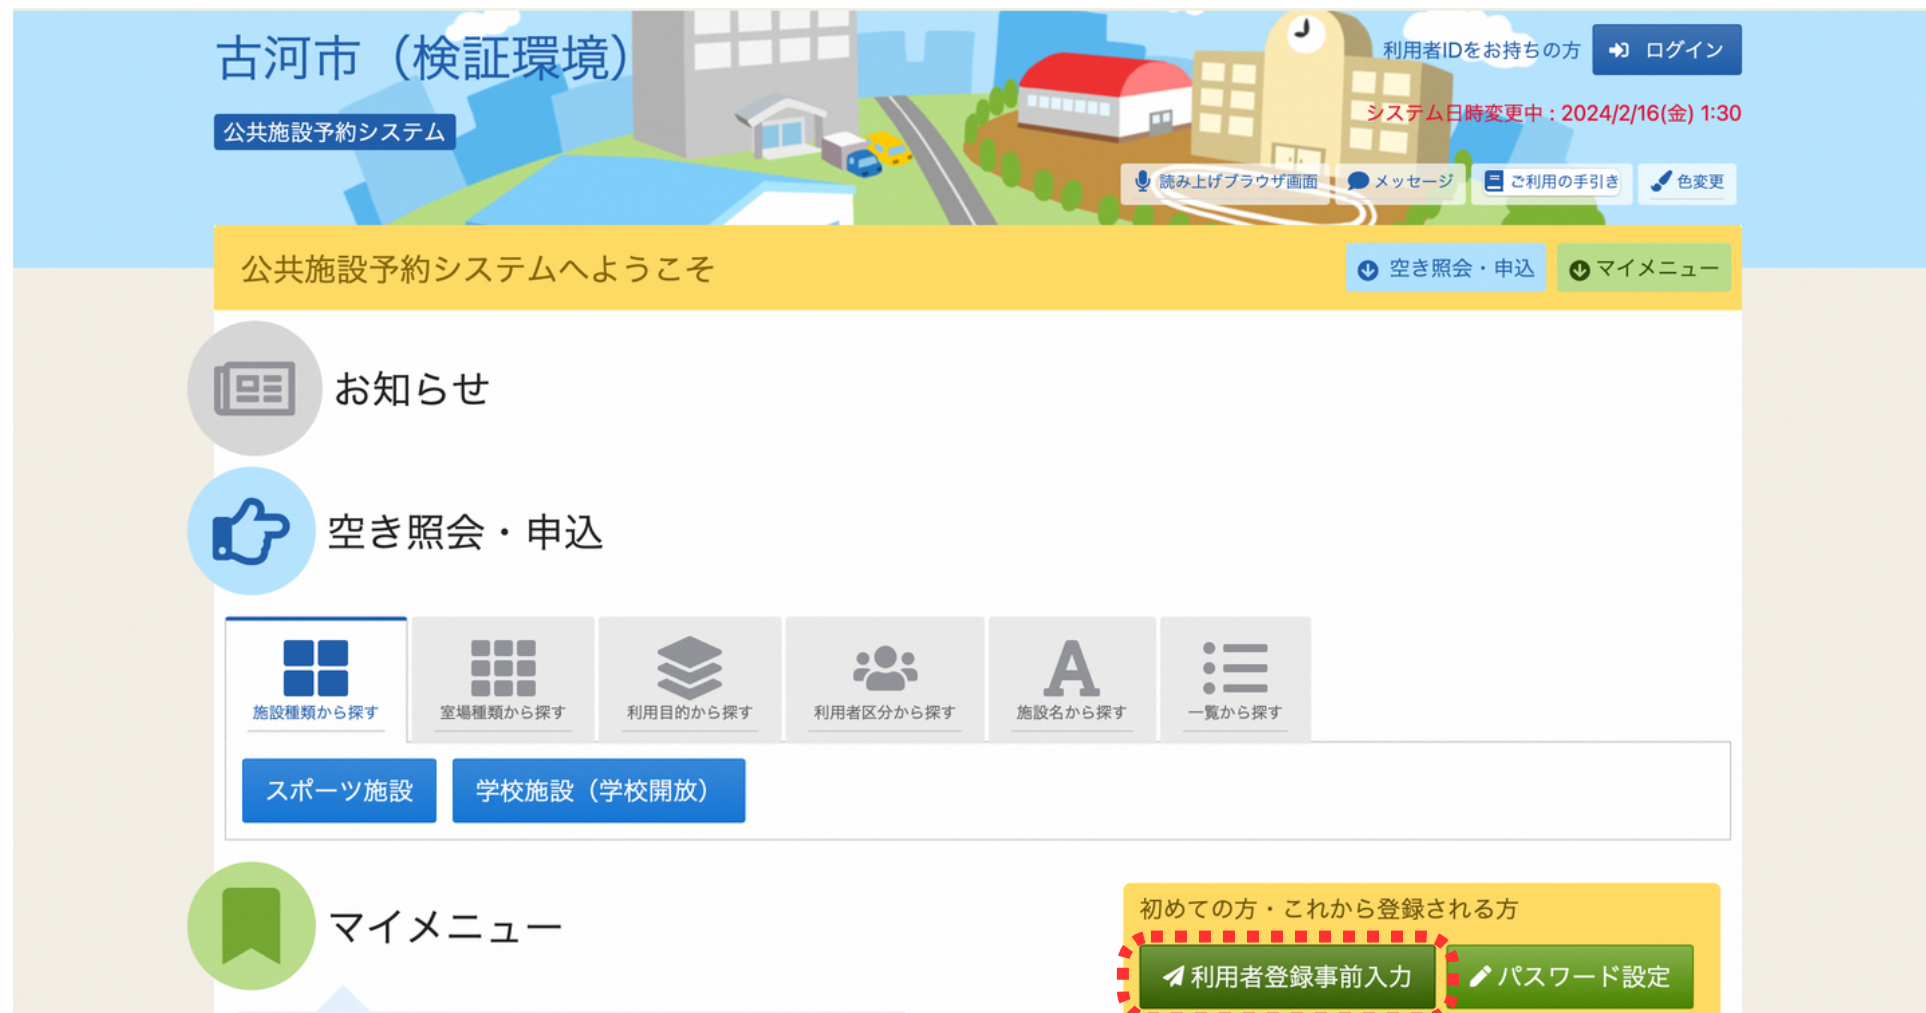 古河市（検証環境）
利用者IDをお持ちの方 ログイン
システム日時変更中 : 2024/2/16(金) 1:30
公共施設予約システム
読み上げブラウザ画面 メッセージ ご利用の手引き 色変更
公共施設予約システムへようこそ 空き照会・申込 マイメニュー
お知らせ
空き照会・申込
施設種類から探す 室場種類から探す 利用目的から探す 利用者区分から探す 施設名から探す 一覧から探す
スポーツ施設 学校施設（学校開放）
マイメニュー
初めての方・これから登録される方
利用者登録事前入力 パスワード設定